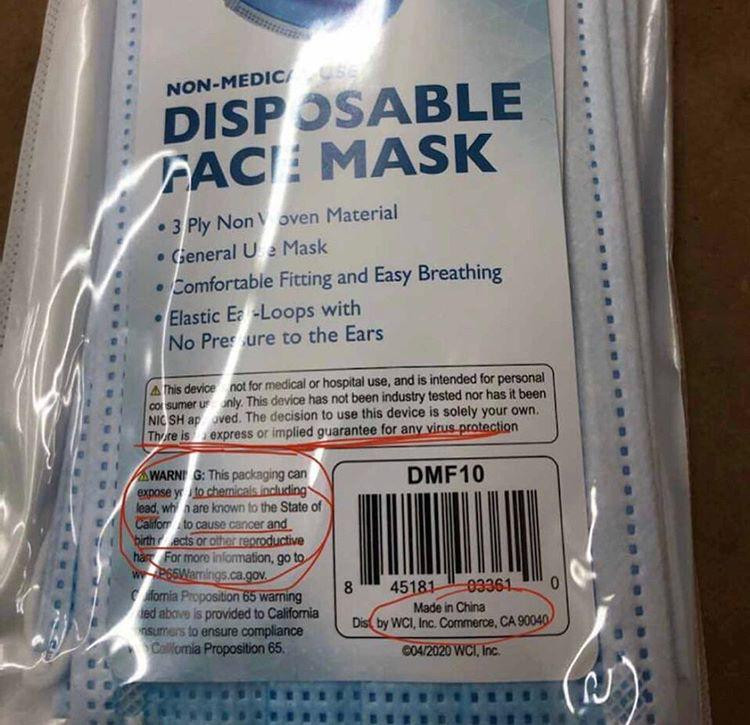 NON-MEDICAL USE
DISPOSABLE
FACE MASK
• 3 Ply Non Woven Material
• General Use Mask
• Comfortable Fitting and Easy Breathing
• Elastic Ear-Loops with
No Pressure to the Ears
This device not for medical or hospital use, and is intended for personal
consumer use only. This device has not been industry tested nor has it been
NIOSH approved. The decision to use this device is solely your own.
There is no express or implied guarantee for any virus protection
WARNING: This packaging can
expose you to chemicals including
lead, which are known to the State of
California to cause cancer and
birth defects or other reproductive
harm. For more information, go to
www.P65Warnings.ca.gov.
California Proposition 65 warning
above is provided to California
consumers to ensure compliance
California Proposition 65.
DMF10
8 45181 03361 0
Made in China
Dist by WCI, Inc. Commerce, CA 90040
©04/2020 WCI, Inc.